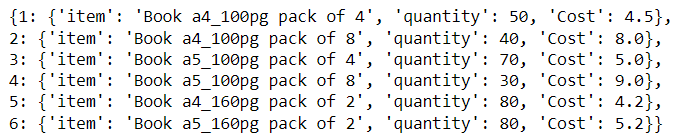 {1: {'item': 'Book a4_100pg pack of 4', 'quantity': 50, 'Cost': 4.5},
2: {'item': 'Book a4_100pg pack of 8', 'quantity': 40, 'Cost': 8.0},
3: {'item': 'Book a5_100pg pack of 4', 'quantity': 70, 'Cost': 5.0},
4: {'item': 'Book a5_100pg pack of 8', 'quantity': 30, 'Cost': 9.0},
5: {'item': 'Book a4_160pg pack of 2', 'quantity': 80, 'Cost': 4.2},
6: {'item': 'Book a5_160pg pack of 2', 'quantity': 80, 'Cost': 5.2}}